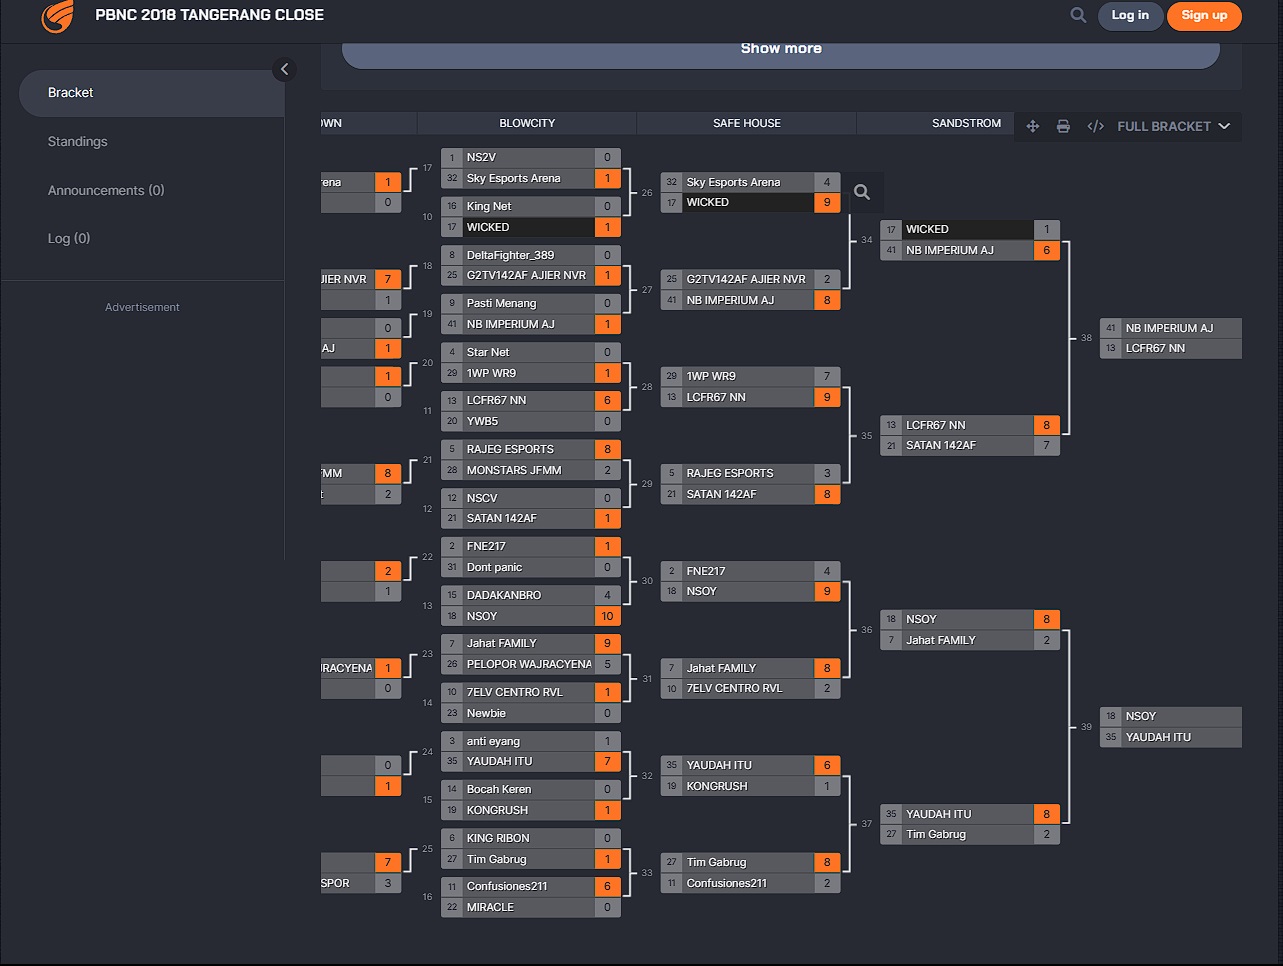 PBNC 2018 TANGERANG CLOSE
Log in
Sign up
Show more
Bracket
Standings
Announcements (0)
Log (0)
Advertisement
OWN
BLOWCITY
SAFE HOUSE
SANDSTROM
FULL BRACKET
rena 1
0
JIER NVR 7
1
0
AJ 1
1
0
FMM 8
t 2
2
1
RACYENA 1
0
0
1
7
SPOR 3
17
1 NS2V 0
32 Sky Esports Arena 1
10
16 King Net 0
17 WICKED 1
18
8 DeltaFighter_389 0
25 G2TV142AF AJIER NVR 1
19
9 Pasti Menang 0
41 NB IMPERIUM AJ 1
20
4 Star Net 0
29 1WP WR9 1
11
13 LCFR67 NN 6
20 YWB5 0
21
5 RAJEG ESPORTS 8
28 MONSTARS JFMM 2
12
12 NSCV 0
21 SATAN 142AF 1
22
2 FNE217 1
31 Dont panic 0
13
15 DADAKANBRO 4
18 NSOY 10
23
7 Jahat FAMILY 9
26 PELOPOR WAJRACYENA 5
14
10 7ELV CENTRO RVL 1
23 Newbie 0
24
3 anti eyang 1
35 YAUDAH ITU 7
15
14 Bocah Keren 0
19 KONGRUSH 1
25
6 KING RIBON 0
27 Tim Gabrug 1
16
11 Confusiones211 6
22 MIRACLE 0
26
32 Sky Esports Arena 4
17 WICKED 9
27
25 G2TV142AF AJIER NVR 2
41 NB IMPERIUM AJ 8
28
29 1WP WR9 7
13 LCFR67 NN 9
29
5 RAJEG ESPORTS 3
21 SATAN 142AF 8
30
2 FNE217 4
18 NSOY 9
31
7 Jahat FAMILY 8
10 7ELV CENTRO RVL 2
32
35 YAUDAH ITU 6
19 KONGRUSH 1
33
27 Tim Gabrug 8
11 Confusiones211 2
34
17 WICKED 1
41 NB IMPERIUM AJ 6
35
13 LCFR67 NN 8
21 SATAN 142AF 7
36
18 NSOY 8
7 Jahat FAMILY 2
37
35 YAUDAH ITU 8
27 Tim Gabrug 2
38
41 NB IMPERIUM AJ
13 LCFR67 NN
39
18 NSOY
35 YAUDAH ITU